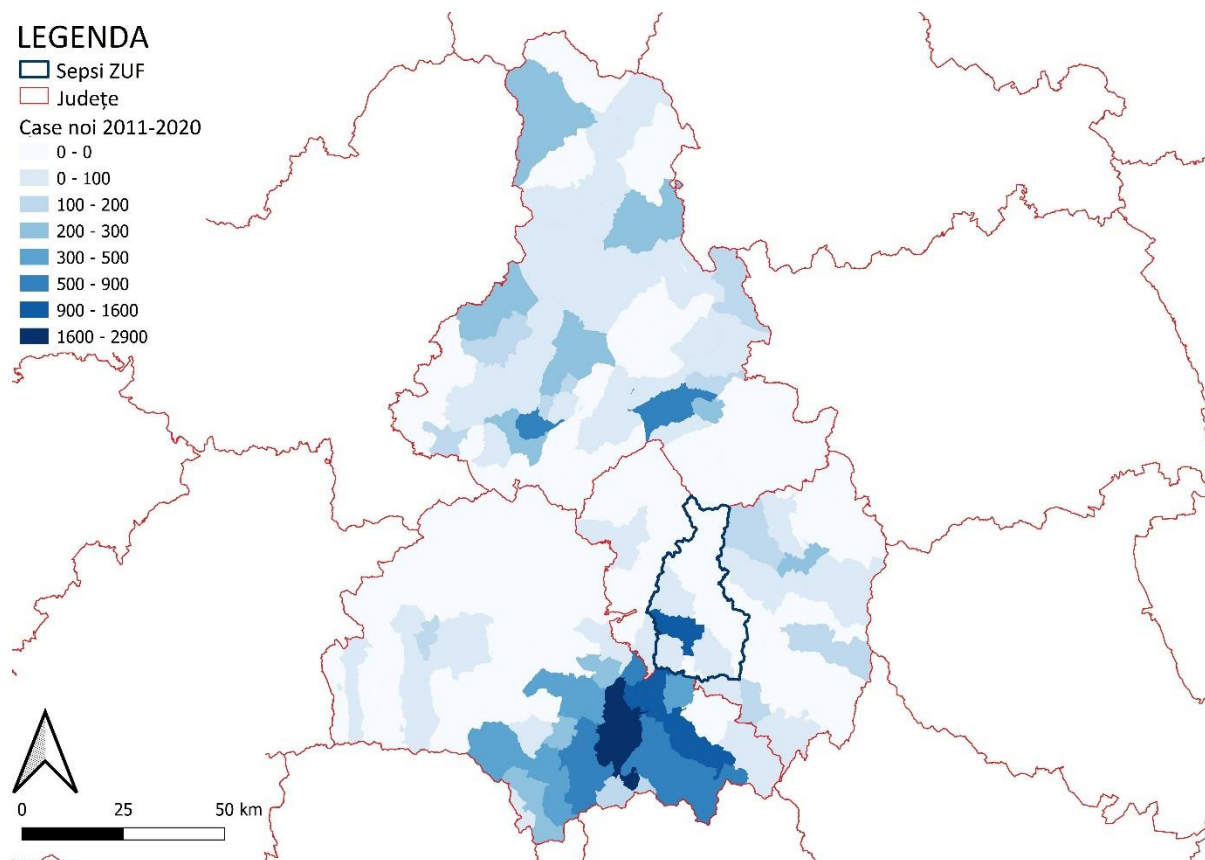 LEGENDA
Sepsi ZUF
Județe
Case noi 2011-2020
0 - 0
0 - 100
100 - 200
200 - 300
300 - 500
500 - 900
900 - 1600
1600 - 2900
0 25 50 km